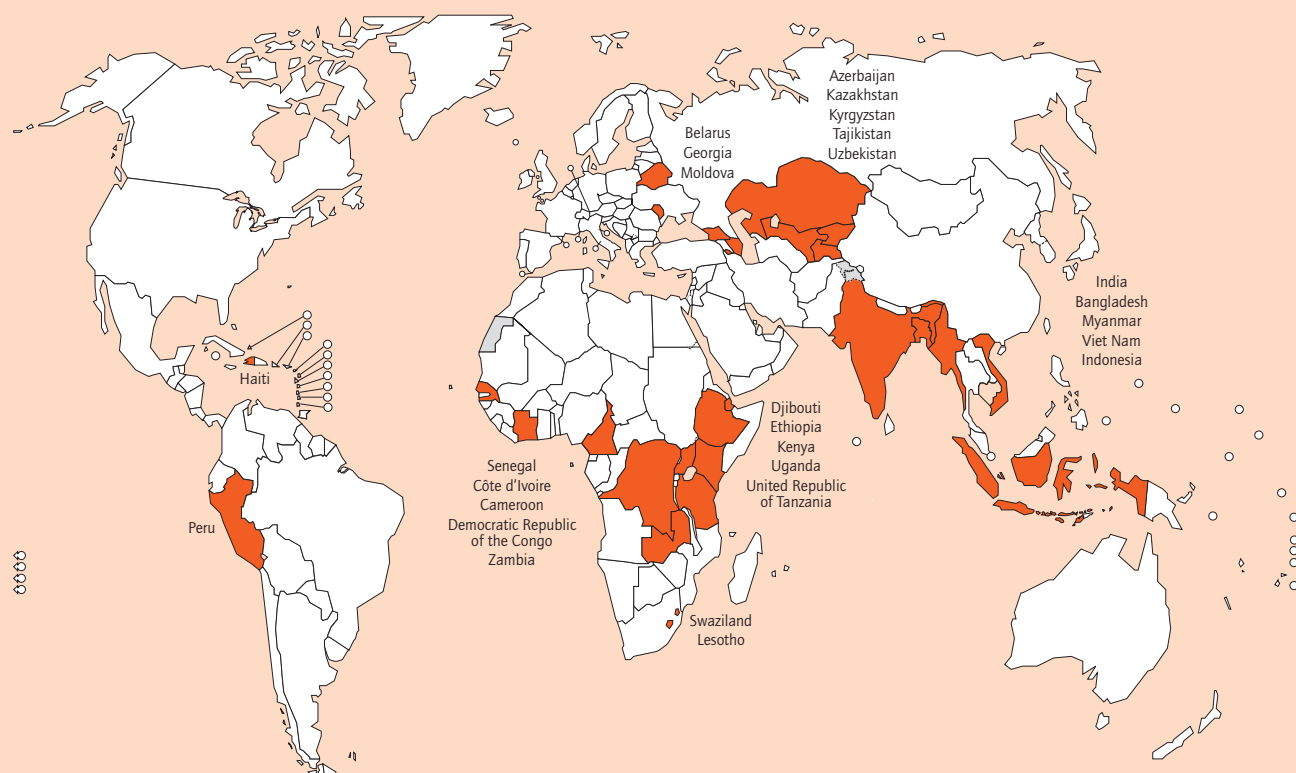 Azerbaijan
Kazakhstan
Kyrgyzstan
Tajikistan
Uzbekistan
Belarus
Georgia
Moldova
India
Bangladesh
Myanmar
Viet Nam
Indonesia
Haiti
Djibouti
Ethiopia
Kenya
Uganda
United Republic
of Tanzania
Senegal
Côte d’Ivoire
Cameroon
Democratic Republic
of the Congo
Zambia
Peru
Swaziland
Lesotho